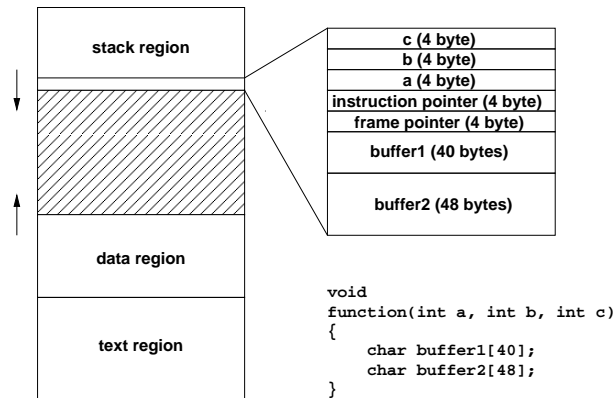 stack region
data region
text region
c (4 byte)
b (4 byte)
a (4 byte)
instruction pointer (4 byte)
frame pointer (4 byte)
buffer1 (40 bytes)
buffer2 (48 bytes)
void
function(int a, int b, int c)
{
char buffer1[40];
char buffer2[48];
}